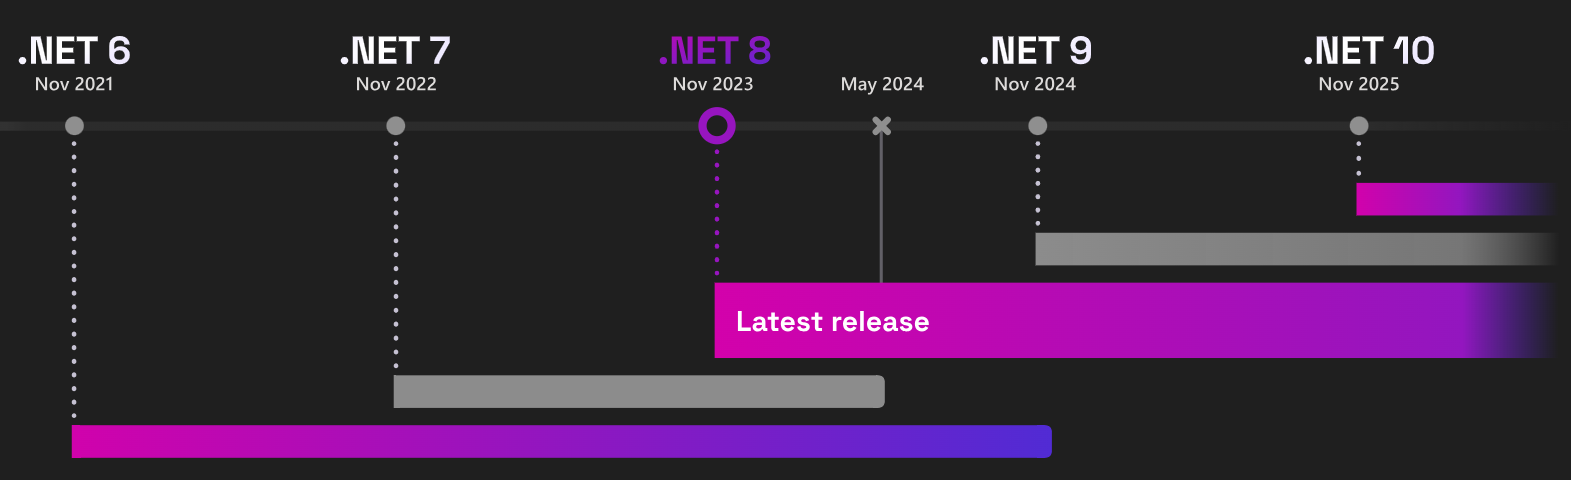 .NET 6
Nov 2021
.NET 7
Nov 2022
.NET 8
Nov 2023
May 2024
.NET 9
Nov 2024
.NET 10
Nov 2025
Latest release